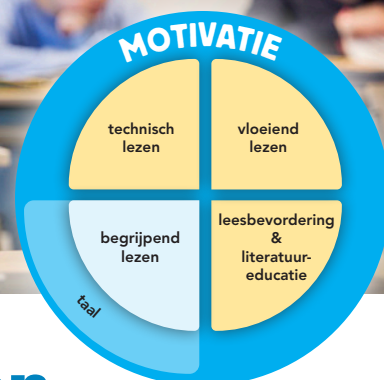 MOTIVATIE
technisch
lezen
vloeiend
lezen
begrijpend
lezen
leesbevordering
&
literatuur-
educatie
taal